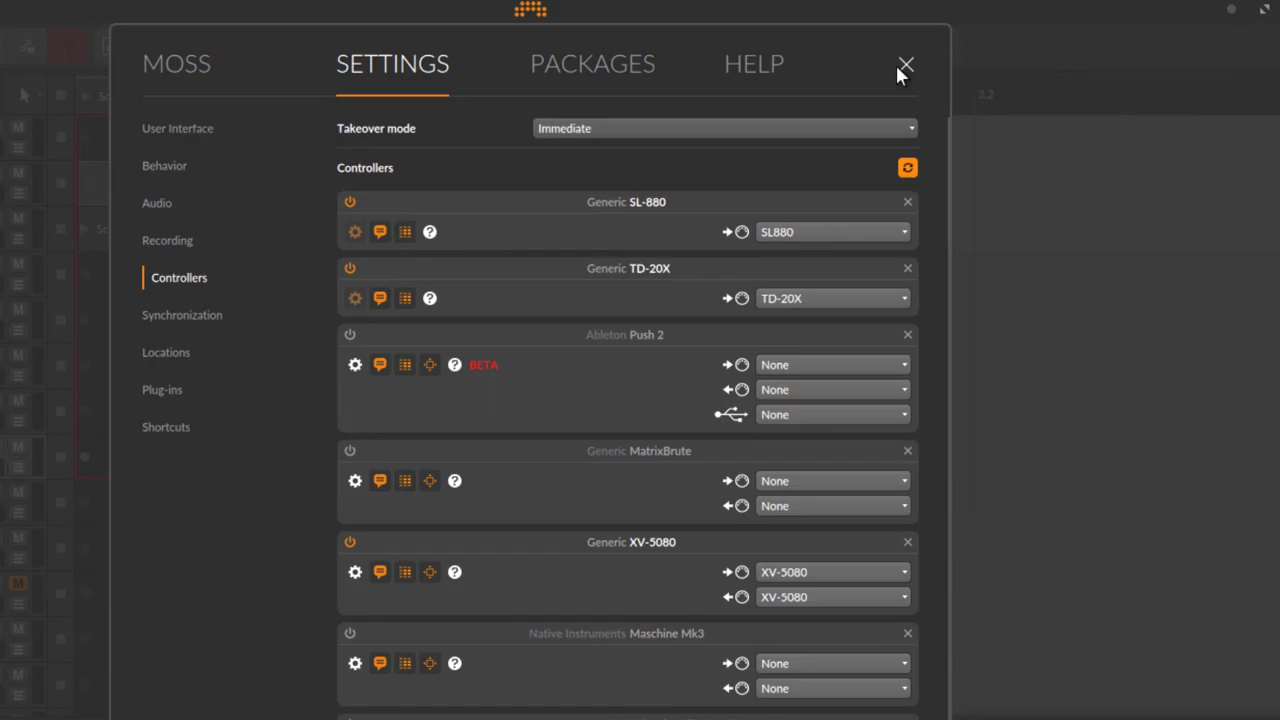 MOSS SETTINGS PACKAGES HELP
3.2
User Interface
Behavior
Audio
Recording
Controllers
Synchronization
Locations
Plug-ins
Shortcuts
Takeover mode Immediate
Controllers
Generic SL-880
? SL880
Generic TD-20X
? TD-20X
Ableton Push 2
? BETA None
None
None
Generic MatrixBrute
? None
None
Generic XV-5080
? XV-5080
XV-5080
Native Instruments Maschine Mk3
? None
None
M
M
M
M
M
M
M
M
M
M
M
M